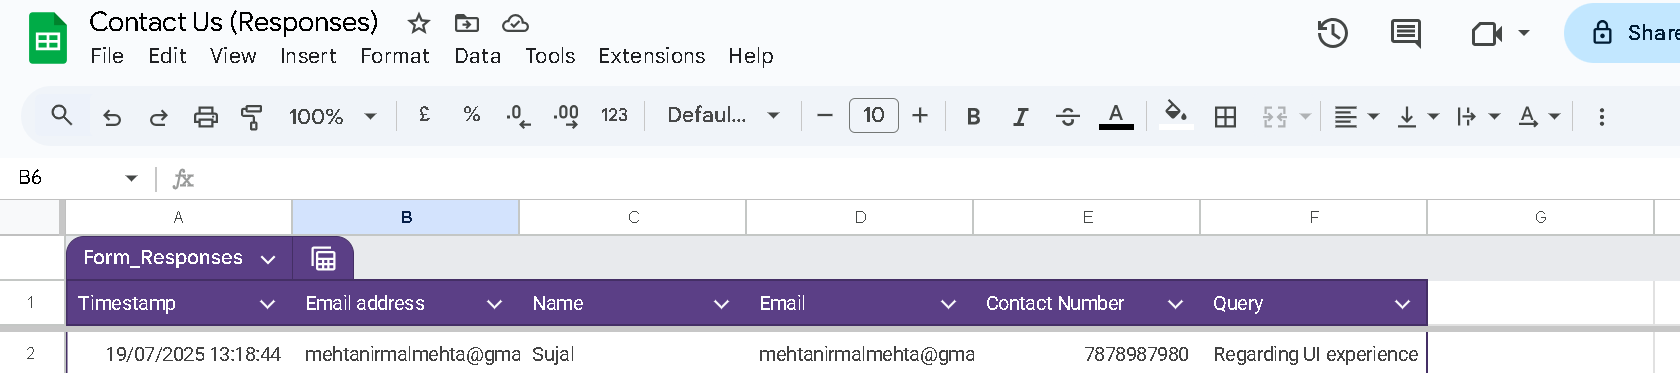 Contact Us (Responses)
File Edit View Insert Format Data Tools Extensions Help
Share
100% £ % .0 .00 123 Defaul... 10 B I A A
B6 fx
A B C D E F G
Form_Responses
1 Timestamp Email address Name Email Contact Number Query
2 19/07/2025 13:18:44 mehtanirmalmehta@gma Sujal mehtanirmalmehta@gma 7878987980 Regarding UI experience